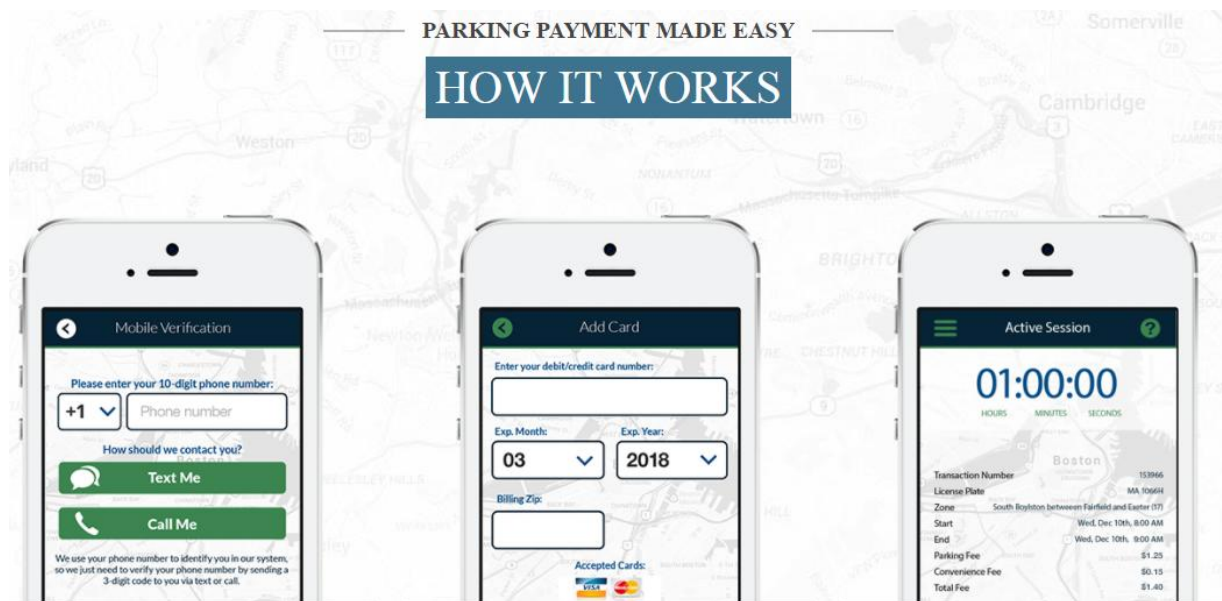 PARKING PAYMENT MADE EASY
HOW IT WORKS
Somerville
Cambridge
Weston
NONANTUM
Mobile Verification
Please enter your 10-digit phone number:
+1
Phone number
How should we contact you?
Text Me
Call Me
We use your phone number to identify you in our system,
so we just need to verify your phone number by sending a
3-digit code to you via text or call.
Add Card
Enter your debit/credit card number:
Exp. Month:
Exp. Year:
03
2018
Billing Zip:
Accepted Cards:
VISA
Active Session
?
01:00:00
HOURS MINUTES SECONDS
Boston
Transaction Number 153966
License Plate MA 1066H
Zone South Boylston betweeen Fairfield and Exeter (17)
Start Wed, Dec 10th, 8:00 AM
End Wed, Dec 10th, 9:00 AM
Parking Fee $1.25
Convenience Fee $0.15
Total Fee $1.40